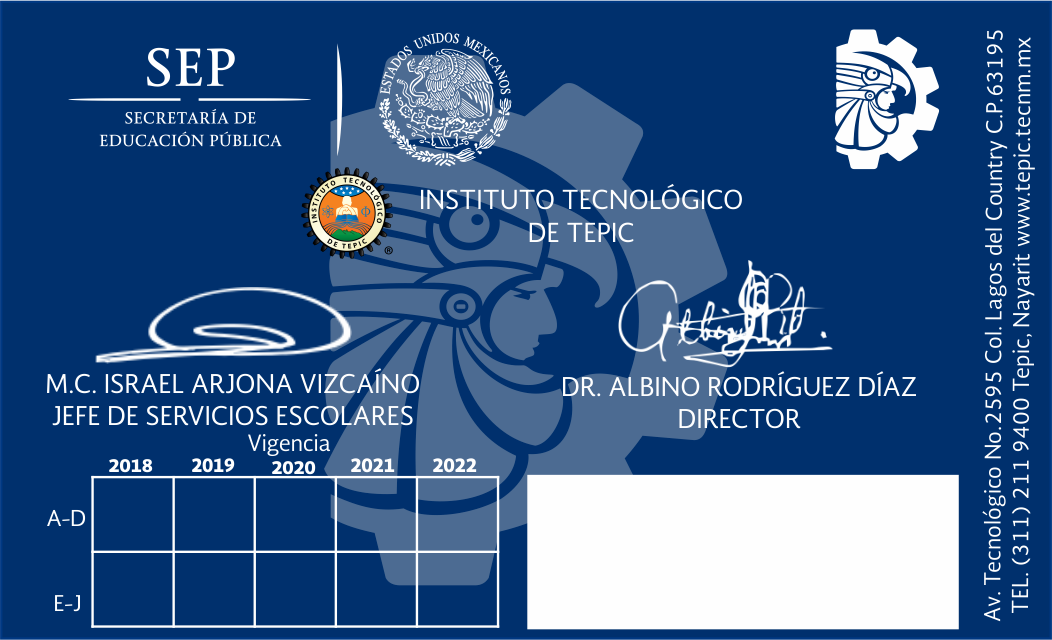 SEP
SECRETARÍA DE
EDUCACIÓN PÚBLICA
ESTADOS UNIDOS MEXICANOS
INSTITUTO TECNOLÓGICO
DE TEPIC
®
INSTITUTO TECNOLÓGICO
DE TEPIC
Albino Rd.
M.C. ISRAEL ARJONA VIZCAÍNO
JEFE DE SERVICIOS ESCOLARES
DR. ALBINO RODRÍGUEZ DÍAZ
DIRECTOR
Vigencia
2018 2019 2020 2021 2022
A-D
E-J
Av. Tecnológico No.2595 Col. Lagos del Country C.P.63195
TEL. (311) 211 9400 Tepic, Nayarit www.tepic.tecnm.mx